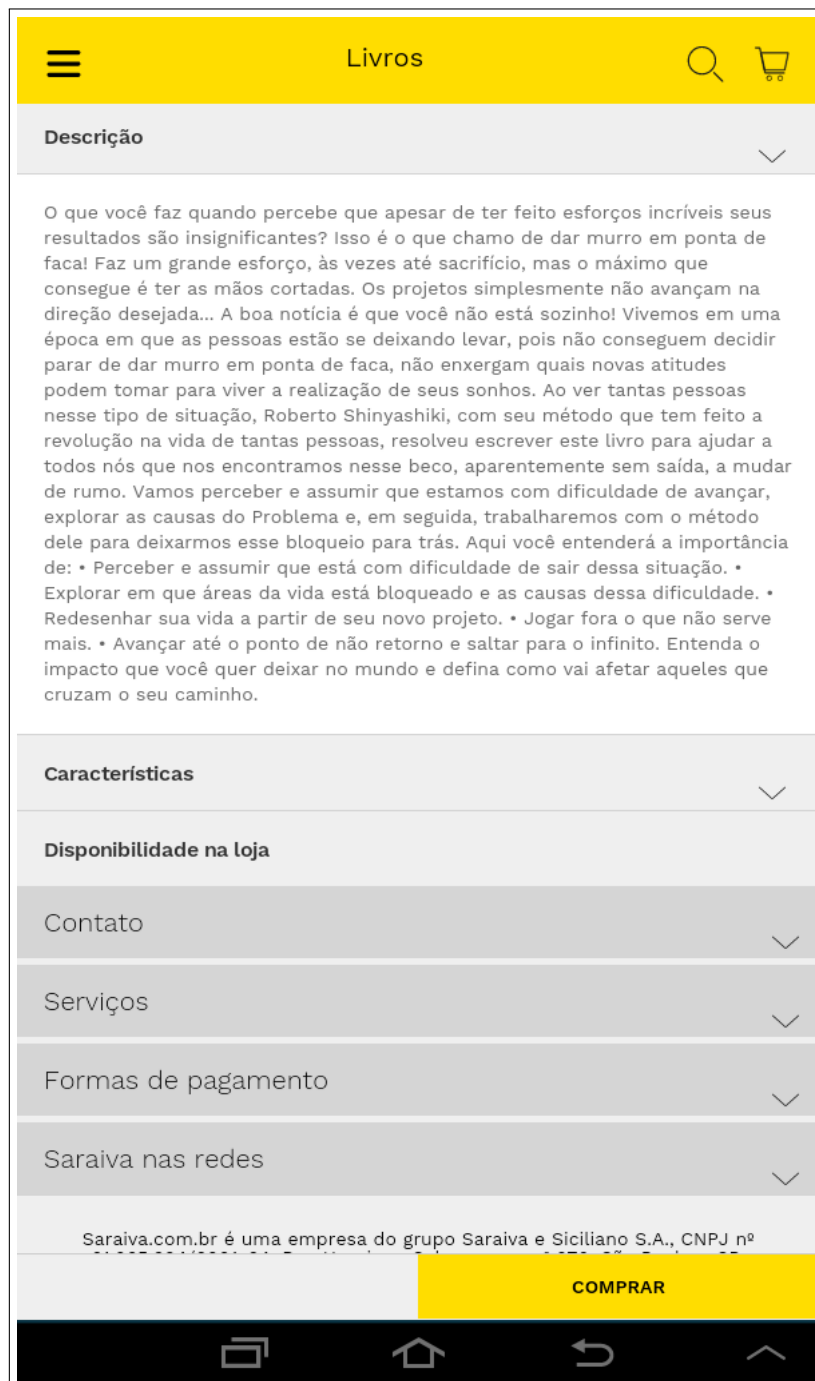 Livros
Descrição
O que você faz quando percebe que apesar de ter feito esforços incríveis seus
resultados são insignificantes? Isso é o que chamo de dar murro em ponta de
faca! Faz um grande esforço, às vezes até sacrifício, mas o máximo que
consegue é ter as mãos cortadas. Os projetos simplesmente não avançam na
direção desejada... A boa notícia é que você não está sozinho! Vivemos em uma
época em que as pessoas estão se deixando levar, pois não conseguem decidir
parar de dar murro em ponta de faca, não enxergam quais novas atitudes
podem tomar para viver a realização de seus sonhos. Ao ver tantas pessoas
nesse tipo de situação, Roberto Shinyashiki, com seu método que tem feito a
revolução na vida de tantas pessoas, resolveu escrever este livro para ajudar a
todos nós que nos encontramos nesse beco, aparentemente sem saída, a mudar
de rumo. Vamos perceber e assumir que estamos com dificuldade de avançar,
explorar as causas do Problema e, em seguida, trabalharemos com o método
dele para deixarmos esse bloqueio para trás. Aqui você entenderá a importância
de: • Perceber e assumir que está com dificuldade de sair dessa situação. •
Explorar em que áreas da vida está bloqueado e as causas dessa dificuldade. •
Redesenhar sua vida a partir de seu novo projeto. • Jogar fora o que não serve
mais. • Avançar até o ponto de não retorno e saltar para o infinito. Entenda o
impacto que você quer deixar no mundo e defina como vai afetar aqueles que
cruzam o seu caminho.
Características
Disponibilidade na loja
Contato
Serviços
Formas de pagamento
Saraiva nas redes
Saraiva.com.br é uma empresa do grupo Saraiva e Siciliano S.A., CNPJ nº
COMPRAR